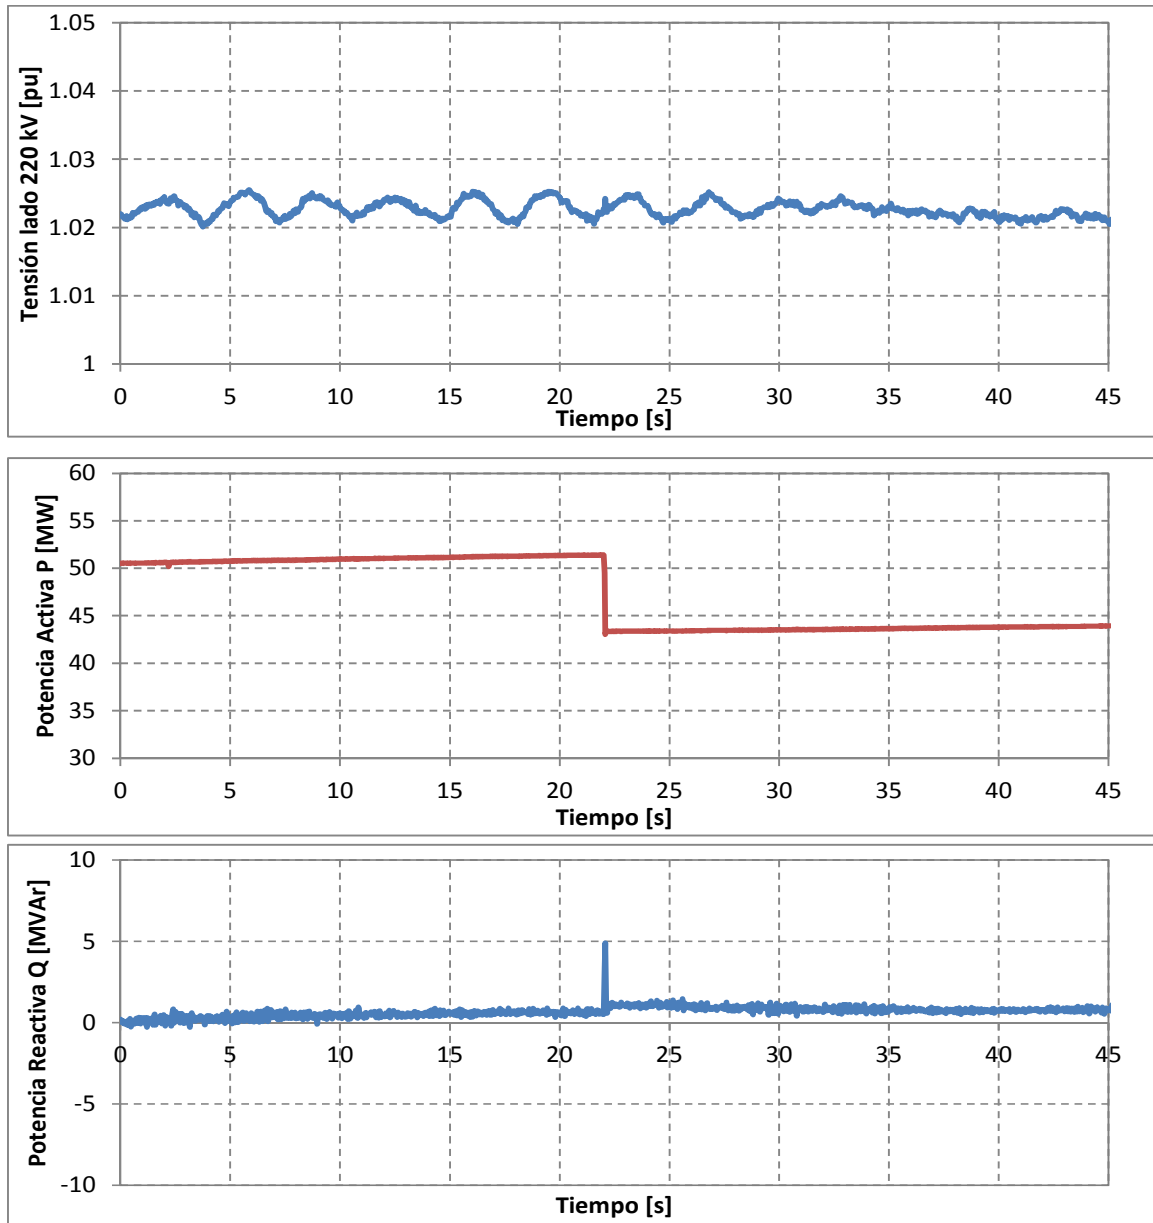 Tensión lado 220 kV [pu]
1.05
1.04
1.03
1.02
1.01
1
0 5 10 15 20 25 30 35 40 45
Tiempo [s]
Potencia Activa P [MW]
60
55
50
45
40
35
30
0 5 10 15 20 25 30 35 40 45
Tiempo [s]
Potencia Reactiva Q [MVAr]
10
5
0
-5
-10
0 5 10 15 20 25 30 35 40 45
Tiempo [s]